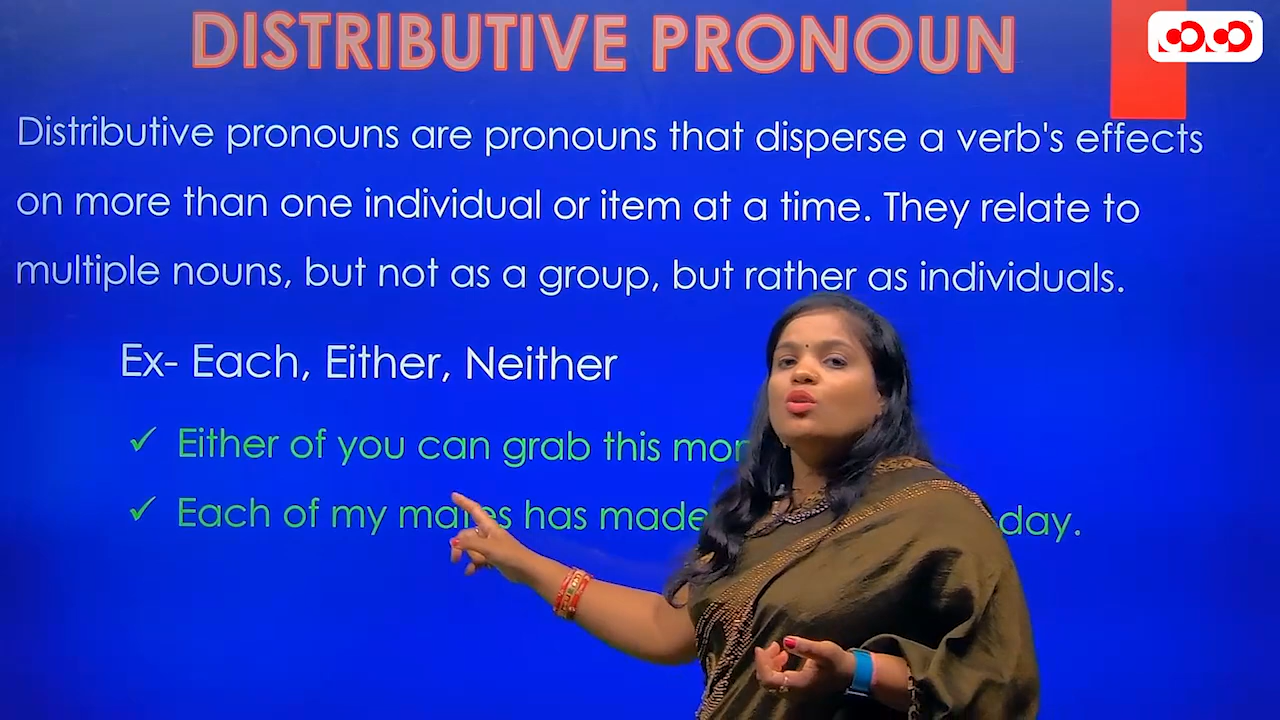 DISTRIBUTIVE PRONOUN
Distributive pronouns are pronouns that disperse a verb's effects
on more than one individual or item at a time. They relate to
multiple nouns, but not as a group, but rather as individuals.
Ex- Each, Either, Neither
✓ Either of you can grab this
✓ Each of my has made day.